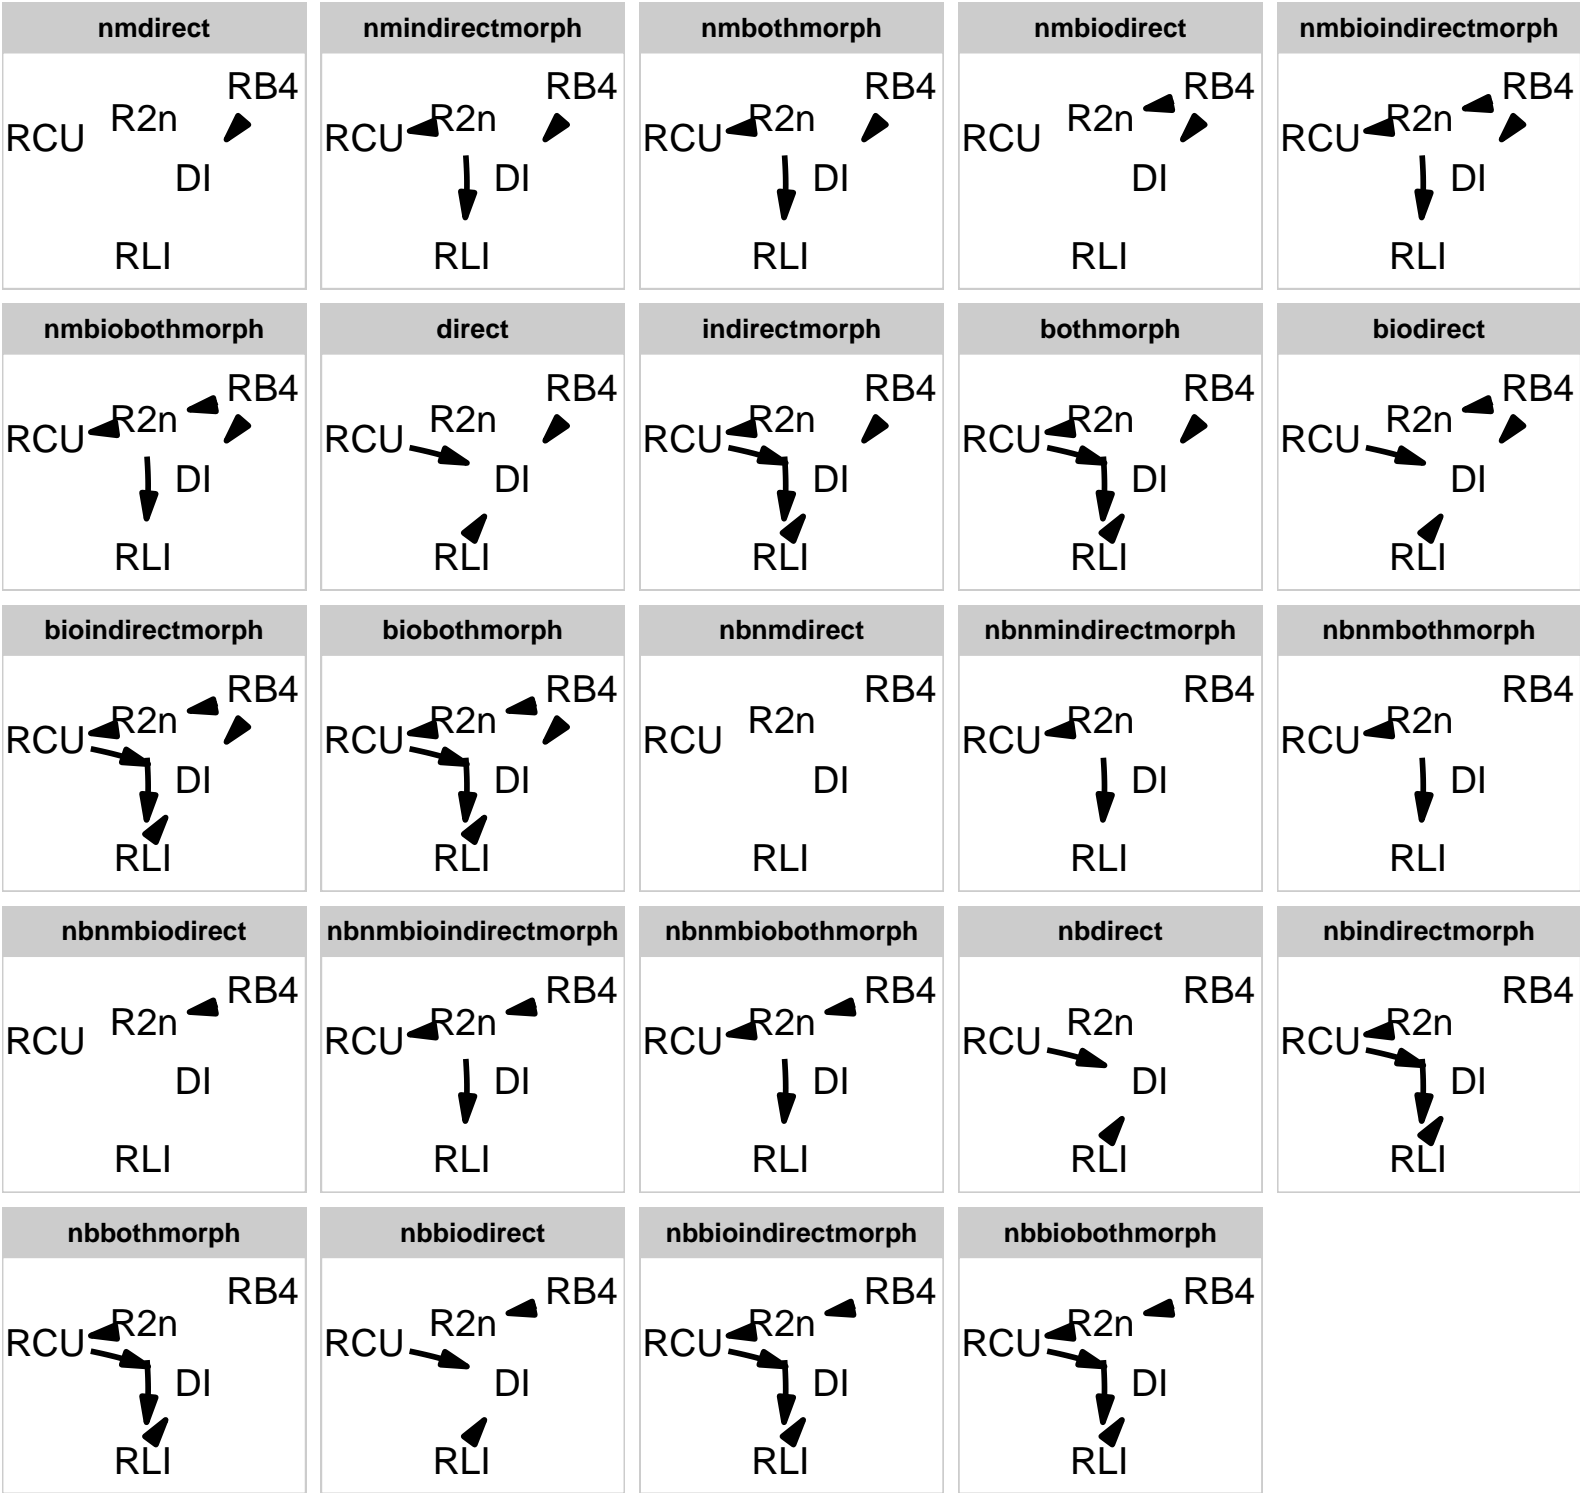 nmdirect nmindirectmorph nmbothmorph nmbiodirect nmbioindirectmorph
RB4 RB4 RB4 RB4 RB4
R2n R2n R2n R2n R2n
RCU RCU RCU RCU RCU
DI DI DI DI DI
RLI RLI RLI RLI RLI
nmbiobothmorph direct indirectmorph bothmorph biodirect
RB4 RB4 RB4 RB4 RB4
R2n R2n R2n R2n R2n
RCU RCU RCU RCU RCU
DI DI DI DI DI
RLI RLI RLI RLI RLI
bioindirectmorph biobothmorph nbnmdirect nbnmindirectmorph nbnmbothmorph
RB4 RB4 RB4 RB4 RB4
R2n R2n R2n R2n R2n
RCU RCU RCU RCU RCU
DI DI DI DI DI
RLI RLI RLI RLI RLI
nbnmbiodirect nbnmbioindirectmorph nbnmbiobothmorph nbdirect nbindirectmorph
RB4 RB4 RB4 RB4 RB4
R2n R2n R2n R2n R2n
RCU RCU RCU RCU RCU
DI DI DI DI DI
RLI RLI RLI RLI RLI
nbbothmorph nbbiodirect nbbioindirectmorph nbbiobothmorph
RB4 RB4 RB4 RB4
R2n R2n R2n R2n
RCU RCU RCU RCU
DI DI DI DI
RLI RLI RLI RLI